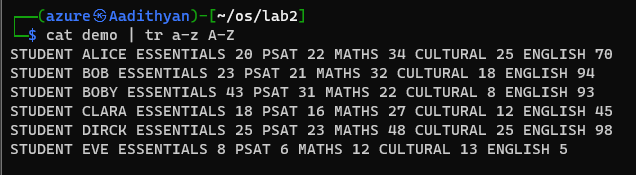 ┌──(azure㉿Aadithyan)-[~/os/lab2]
└─$ cat demo | tr a-z A-Z
STUDENT ALICE ESSENTIALS 20 PSAT 22 MATHS 34 CULTURAL 25 ENGLISH 70
STUDENT BOB ESSENTIALS 23 PSAT 21 MATHS 32 CULTURAL 18 ENGLISH 94
STUDENT BOBY ESSENTIALS 43 PSAT 31 MATHS 22 CULTURAL 8 ENGLISH 93
STUDENT CLARA ESSENTIALS 18 PSAT 16 MATHS 27 CULTURAL 12 ENGLISH 45
STUDENT DIRCK ESSENTIALS 25 PSAT 23 MATHS 48 CULTURAL 25 ENGLISH 98
STUDENT EVE ESSENTIALS 8 PSAT 6 MATHS 12 CULTURAL 13 ENGLISH 5